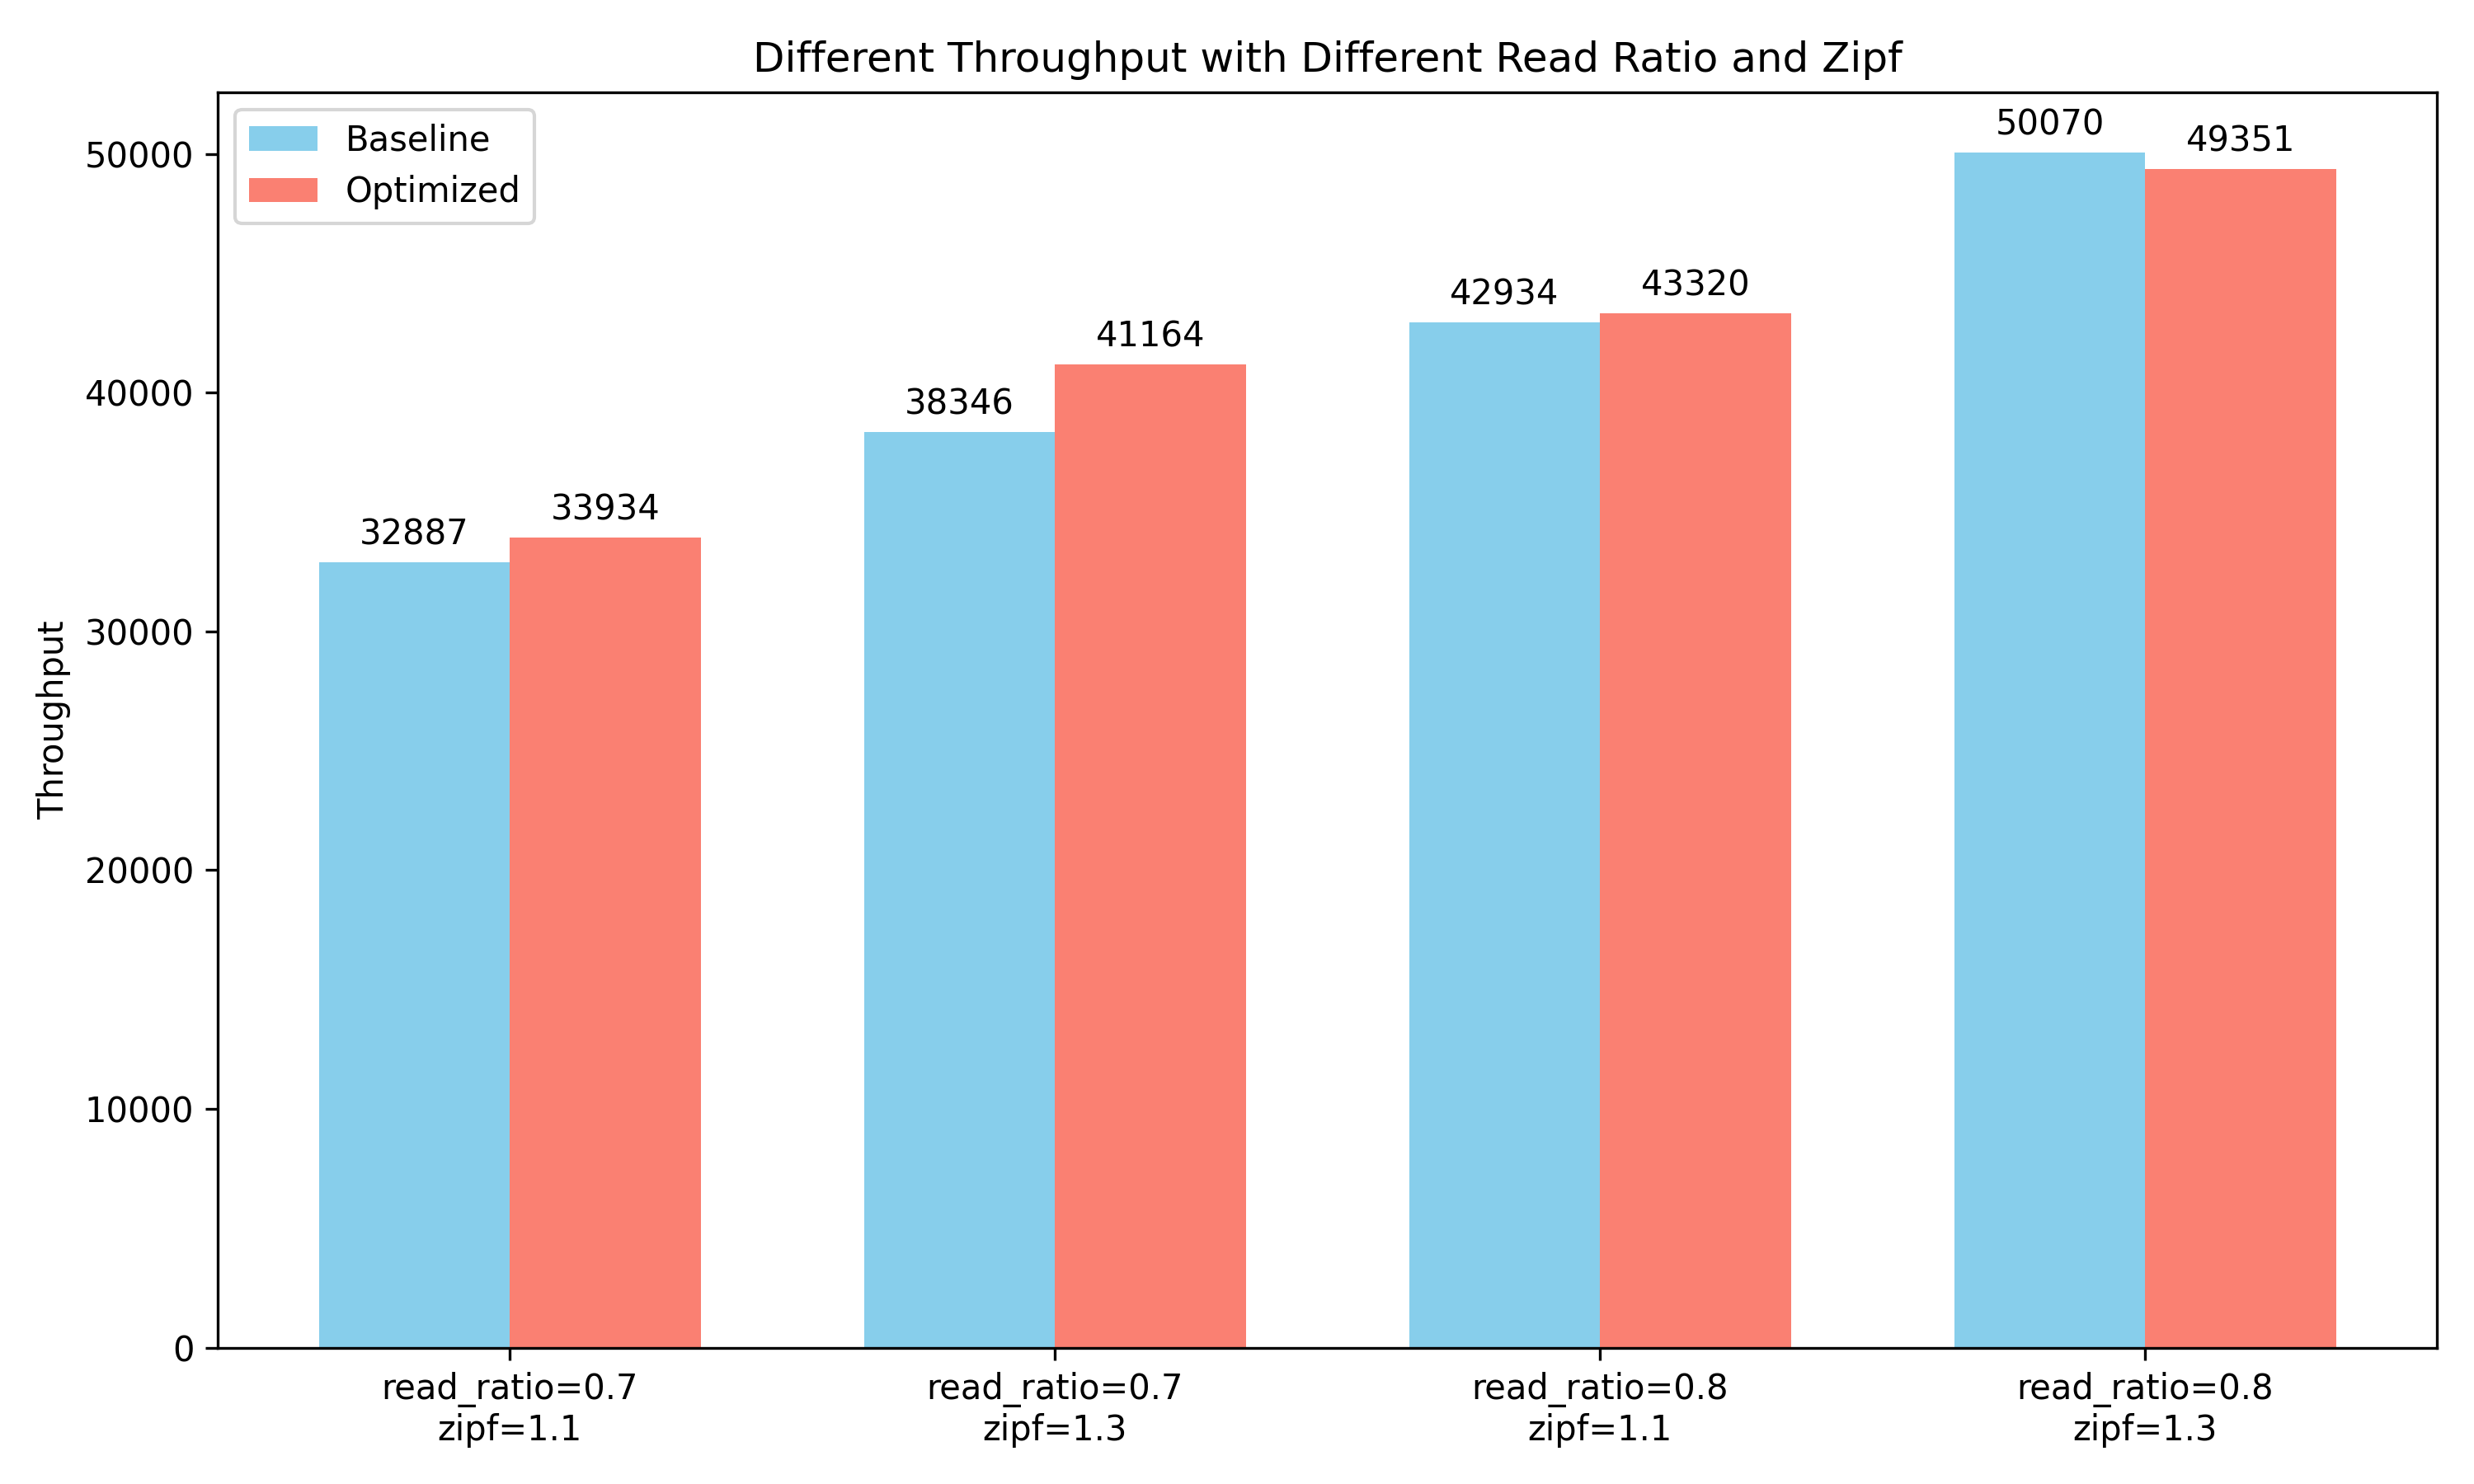 Different Throughput with Different Read Ratio and Zipf
Baseline
Optimized
Throughput
50000
40000
30000
20000
10000
0
32887
33934
38346
41164
42934
43320
50070
49351
read_ratio=0.7
zipf=1.1
read_ratio=0.7
zipf=1.3
read_ratio=0.8
zipf=1.1
read_ratio=0.8
zipf=1.3